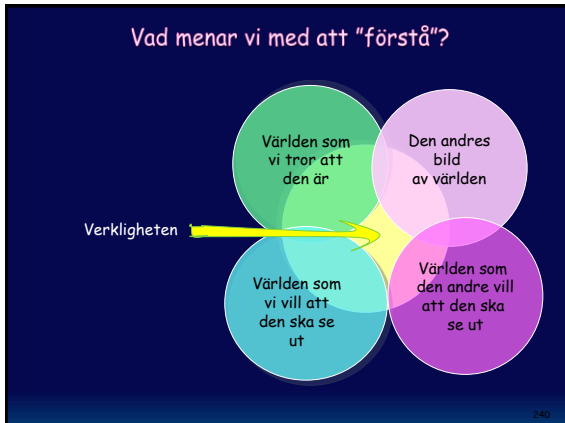 Vad menar vi med att ”förstå”?
Världen som
vi tror att
den är
Den andres
bild
av världen
Verkligheten
Världen som
vi vill att
den ska se
ut
Världen som
den andre vill
att den ska
se ut
240